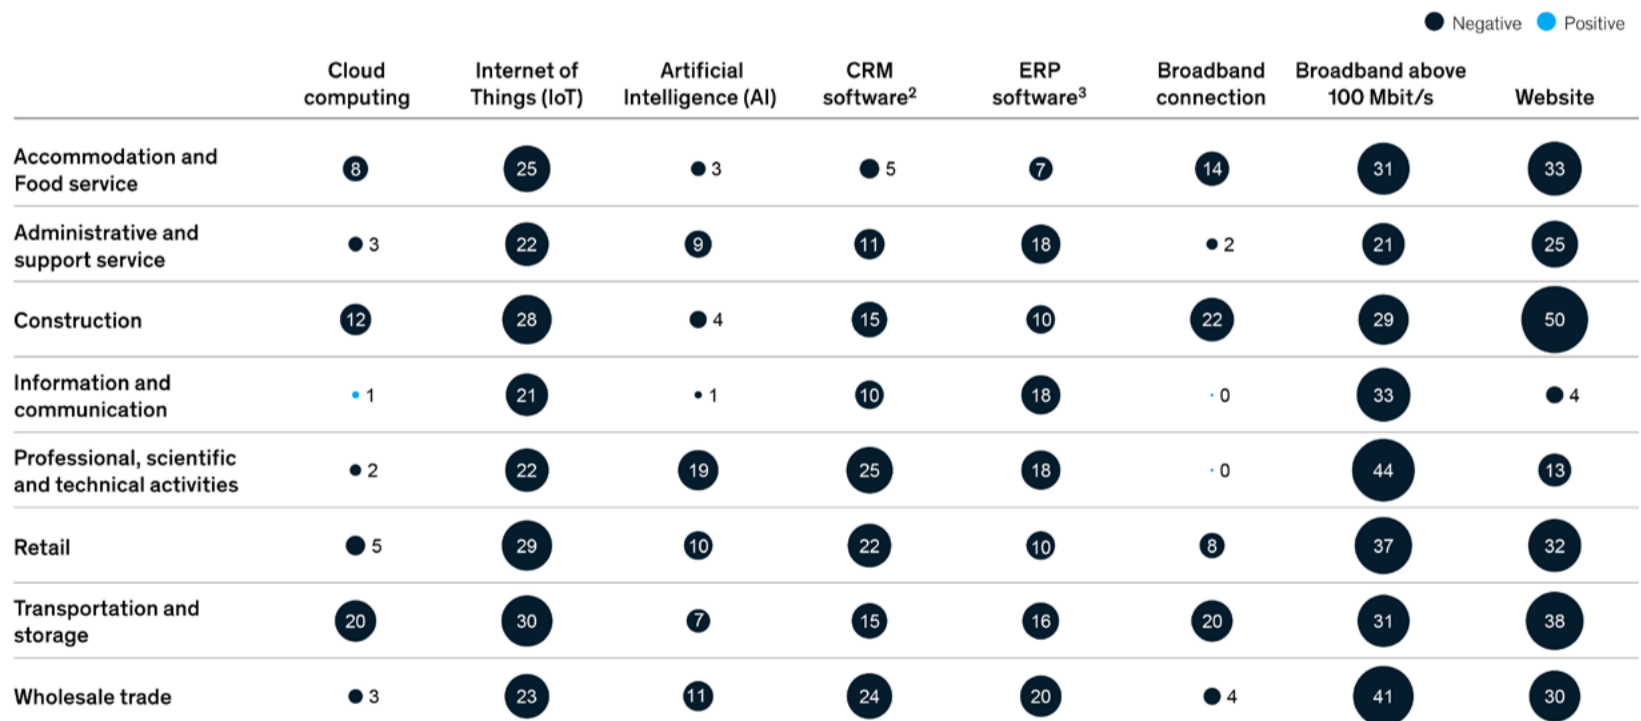 Negative Positive
Cloud computing Internet of Things (IoT) Artificial Intelligence (AI) CRM software² ERP software³ Broadband connection Broadband above 100 Mbit/s Website
Accommodation and
Food service
8 25 3 5 7 14 31 33
Administrative and
support service
3 22 9 11 18 2 21 25
Construction
12 28 4 15 10 22 29 50
Information and
communication
1 21 1 10 18 0 33 4
Professional, scientific
and technical activities
2 22 19 25 18 0 44 13
Retail
5 29 10 22 10 8 37 32
Transportation and
storage
20 30 7 15 16 20 31 38
Wholesale trade
3 23 11 24 20 4 41 30